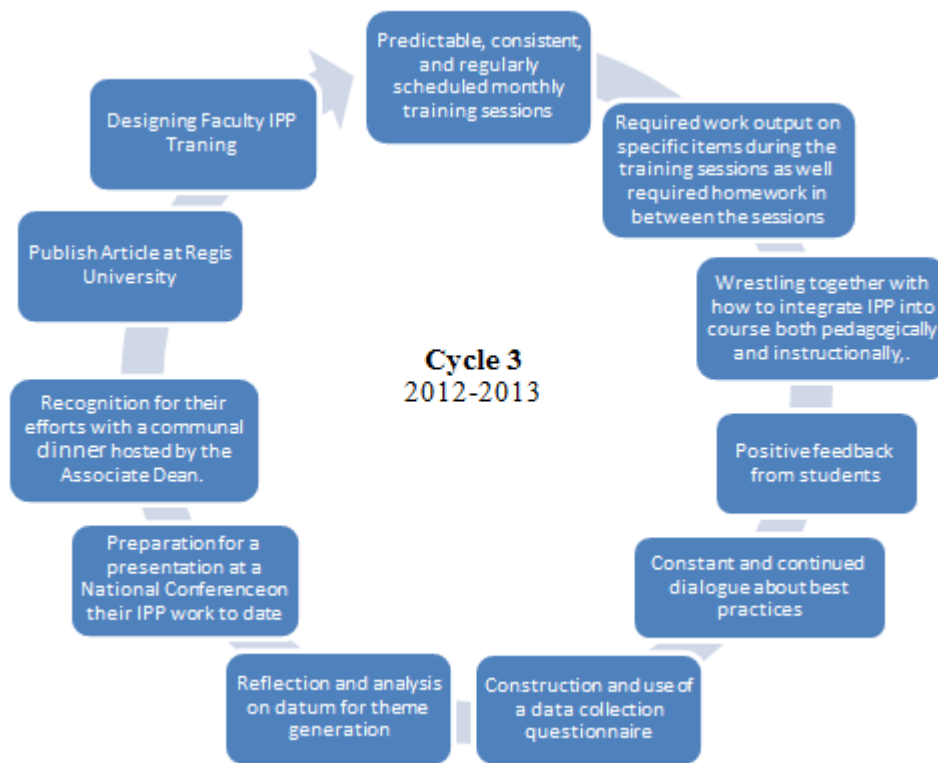 Predictable, consistent,
and regularly
scheduled monthly
training sessions
Required work output on
specific items during the
training sessions as well
required homework in
between the sessions
Wrestling together with
how to integrate IPP into
course both pedagogically
and instructionally,.
Positive feedback
from students
Constant and continued
dialogue about best
practices
Construction and use of
a data collection
questionnaire
Reflection and analysis
on datum for theme
generation
Preparation for a
presentation at a
National Conferenceon
their IPP work to date
Recognition for their
efforts with a communal
dinner hosted by the
Associate Dean.
Publish Article at Regis
University
Designing Faculty IPP
Traning
Cycle 3
2012-2013